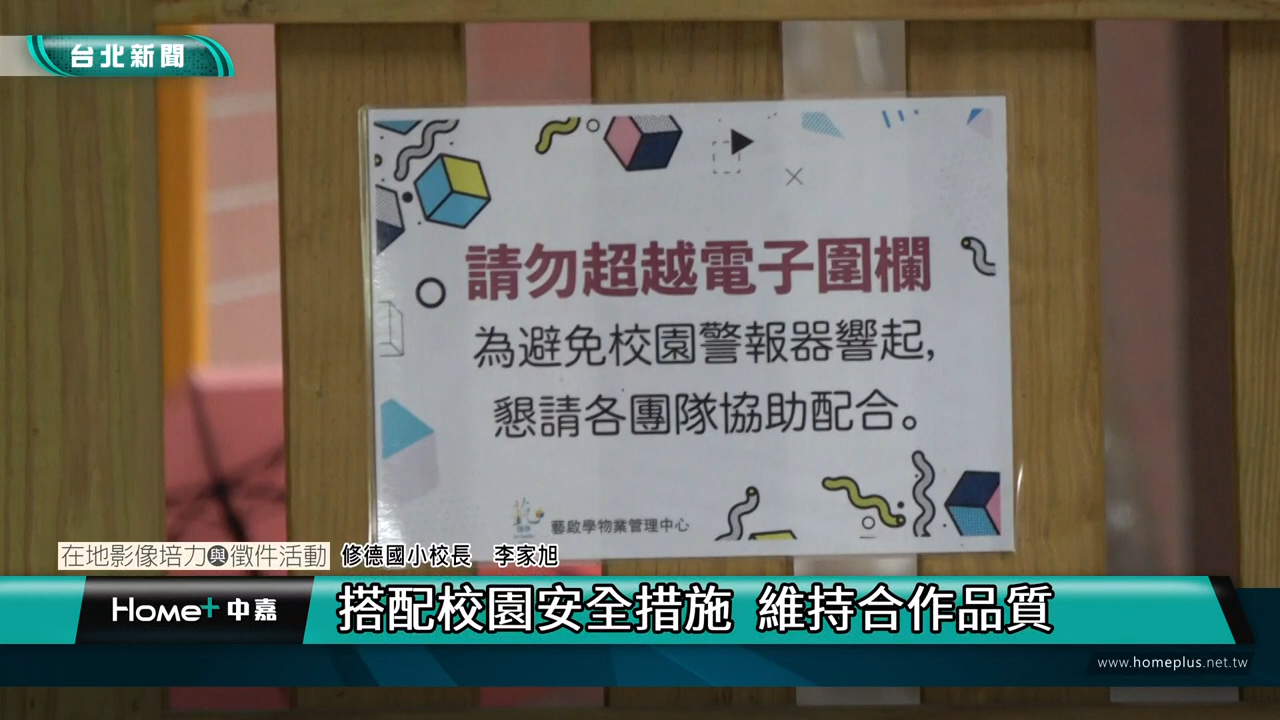 台北新聞
請勿超越電子圍欄
為避免校園警報器響起,
懇請各團隊協助配合。
藝啟學物業管理中心
在地影像培力與徵件活動 修德國小校長 李家旭
Home+中嘉 搭配校園安全措施 維持合作品質
www.homeplus.net.tw